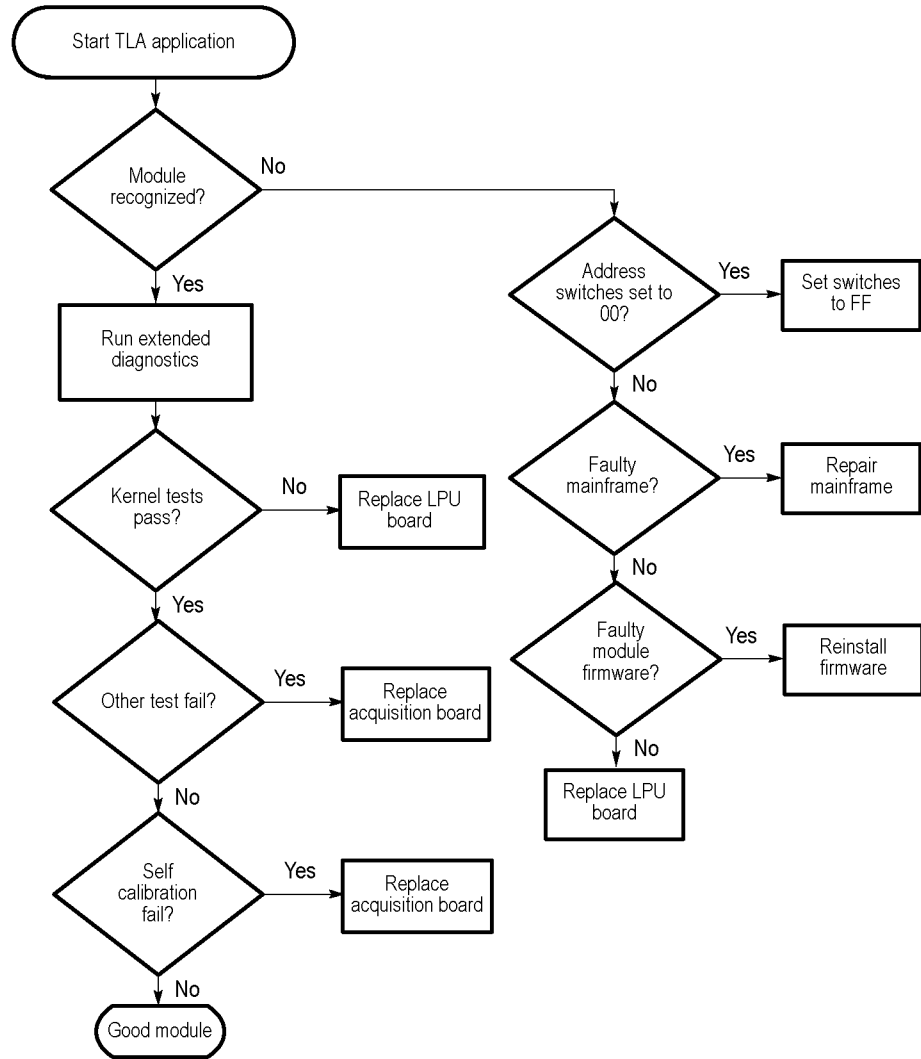 Start TLA application
Module
recognized?
No
Yes
Run extended
diagnostics
Kernel tests
pass?
No
Replace LPU
board
Yes
Other test fail?
Yes
Replace
acquisition board
No
Self
calibration
fail?
Yes
Replace
acquisition board
No
Good module
Address
switches set to
00?
Yes
Set switches
to FF
No
Faulty
mainframe?
Yes
Repair
mainframe
No
Faulty
module
firmware?
Yes
Reinstall
firmware
No
Replace LPU
board